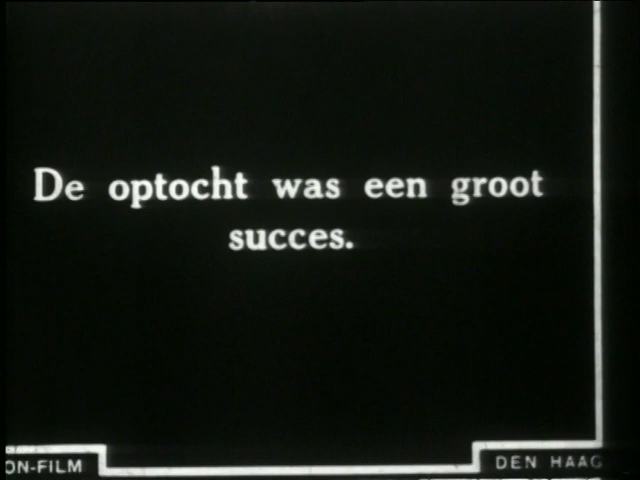 De optocht was een groot
succes.
ON-FILM
DEN HAAG